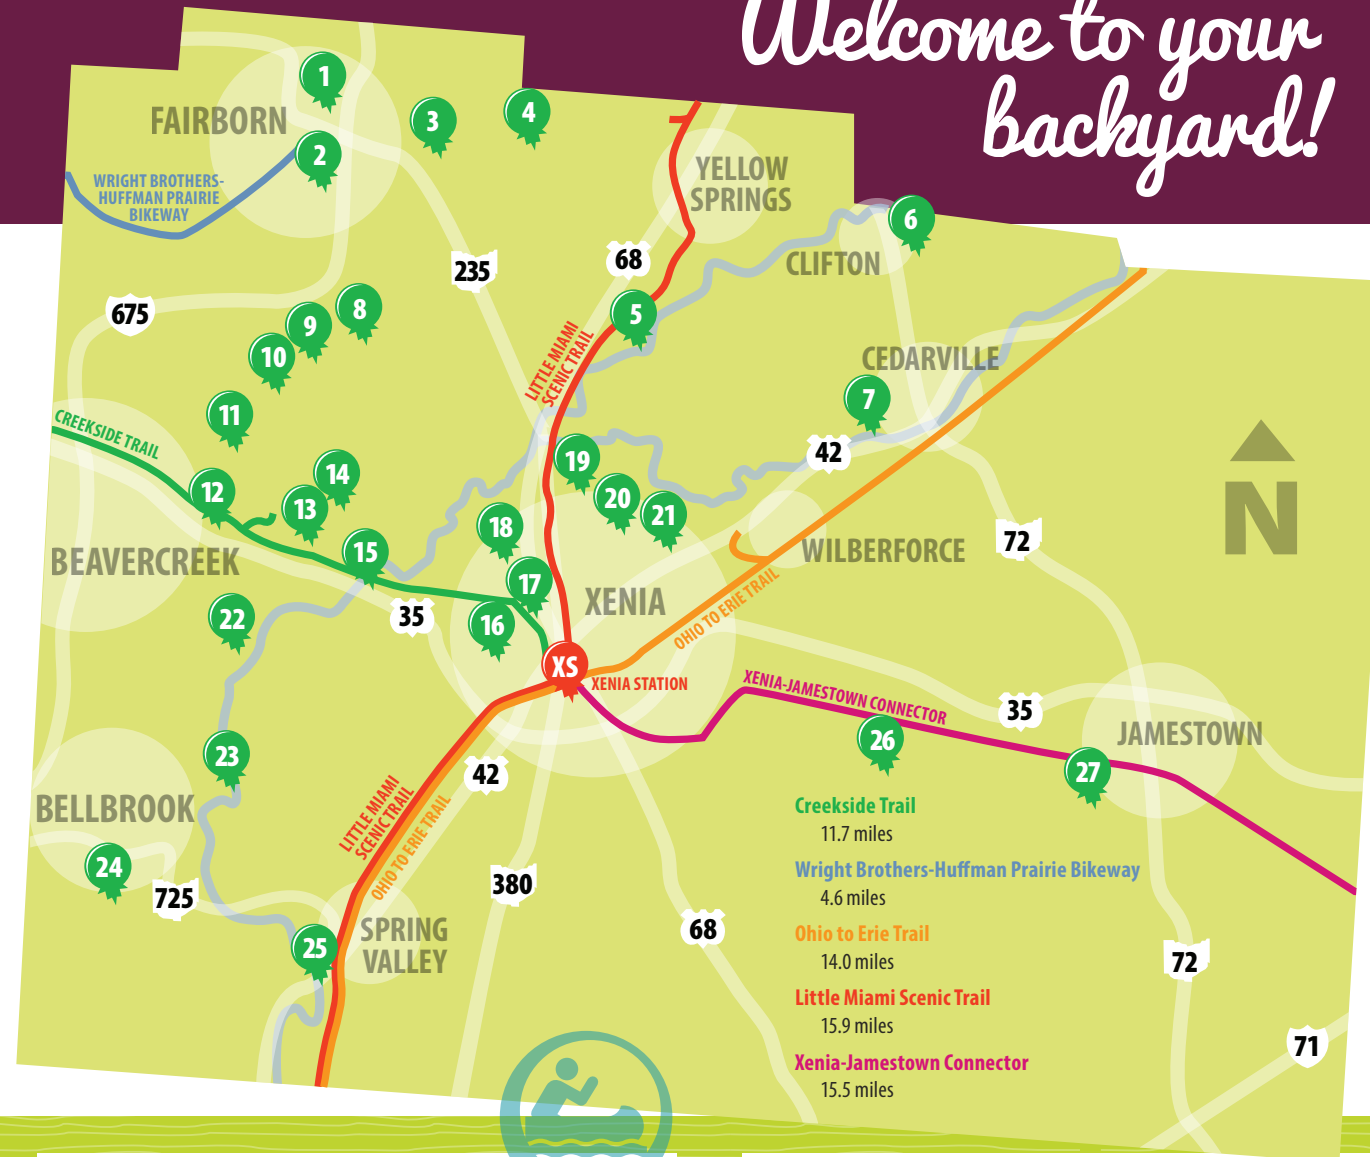 Welcome to your
backyard!
1
FAIRBORN
2
3
4
WRIGHT BROTHERS-
HUFFMAN PRAIRIE
BIKEWAY
YELLOW
SPRINGS
6
CLIFTON
235
68
675
5
8
9
10
LITTLE MIAMI
SCENIC TRAIL
CEDARVILLE
7
11
CREEKSIDE TRAIL
42
19
14
12
13
20
21
18
N
15
BEAVERCREEK
WILBERFORCE
72
17
XENIA
22
35
16
OHIO TO ERIE TRAIL
XS
XENIA STATION
XENIA-JAMESTOWN CONNECTOR
35
26
JAMESTOWN
27
23
42
BELLBROOK
LITTLE MIAMI
SCENIC TRAIL
OHIO TO ERIE TRAIL
24
725
380
68
25
SPRING
VALLEY
Creekside Trail
11.7 miles
Wright Brothers-Huffman Prairie Bikeway
4.6 miles
Ohio to Erie Trail
14.0 miles
Little Miami Scenic Trail
15.9 miles
Xenia-Jamestown Connector
15.5 miles
72
71